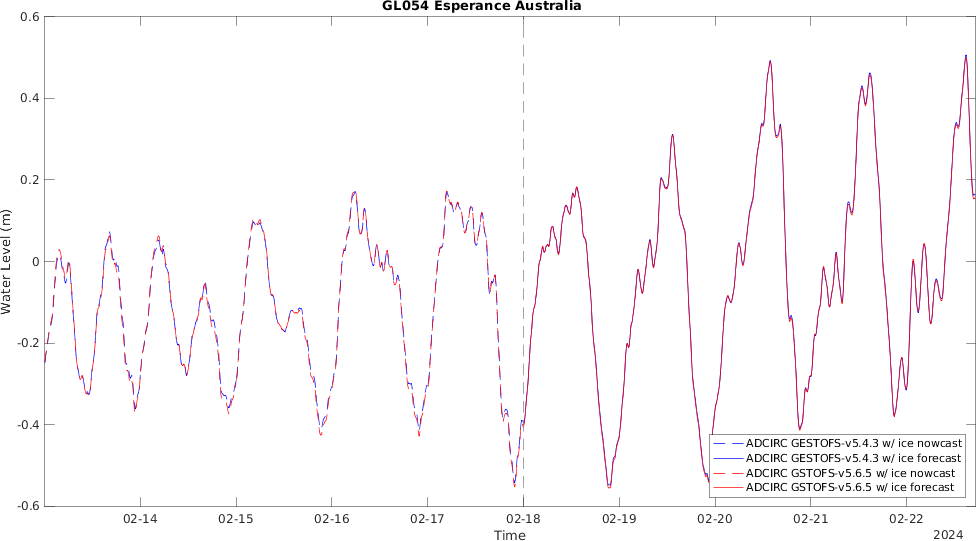 GL054 Esperance Australia
0.6
0.4
0.2
0
-0.2
-0.4
-0.6
Water Level (m)
ADCIRC GESTOFS-v5.4.3 w/ ice nowcast
ADCIRC GESTOFS-v5.4.3 w/ ice forecast
ADCIRC GSTOFS-v5.6.5 w/ ice nowcast
ADCIRC GSTOFS-v5.6.5 w/ ice forecast
02-14 02-15 02-16 02-17 02-18 02-19 02-20 02-21 02-22
Time
2024